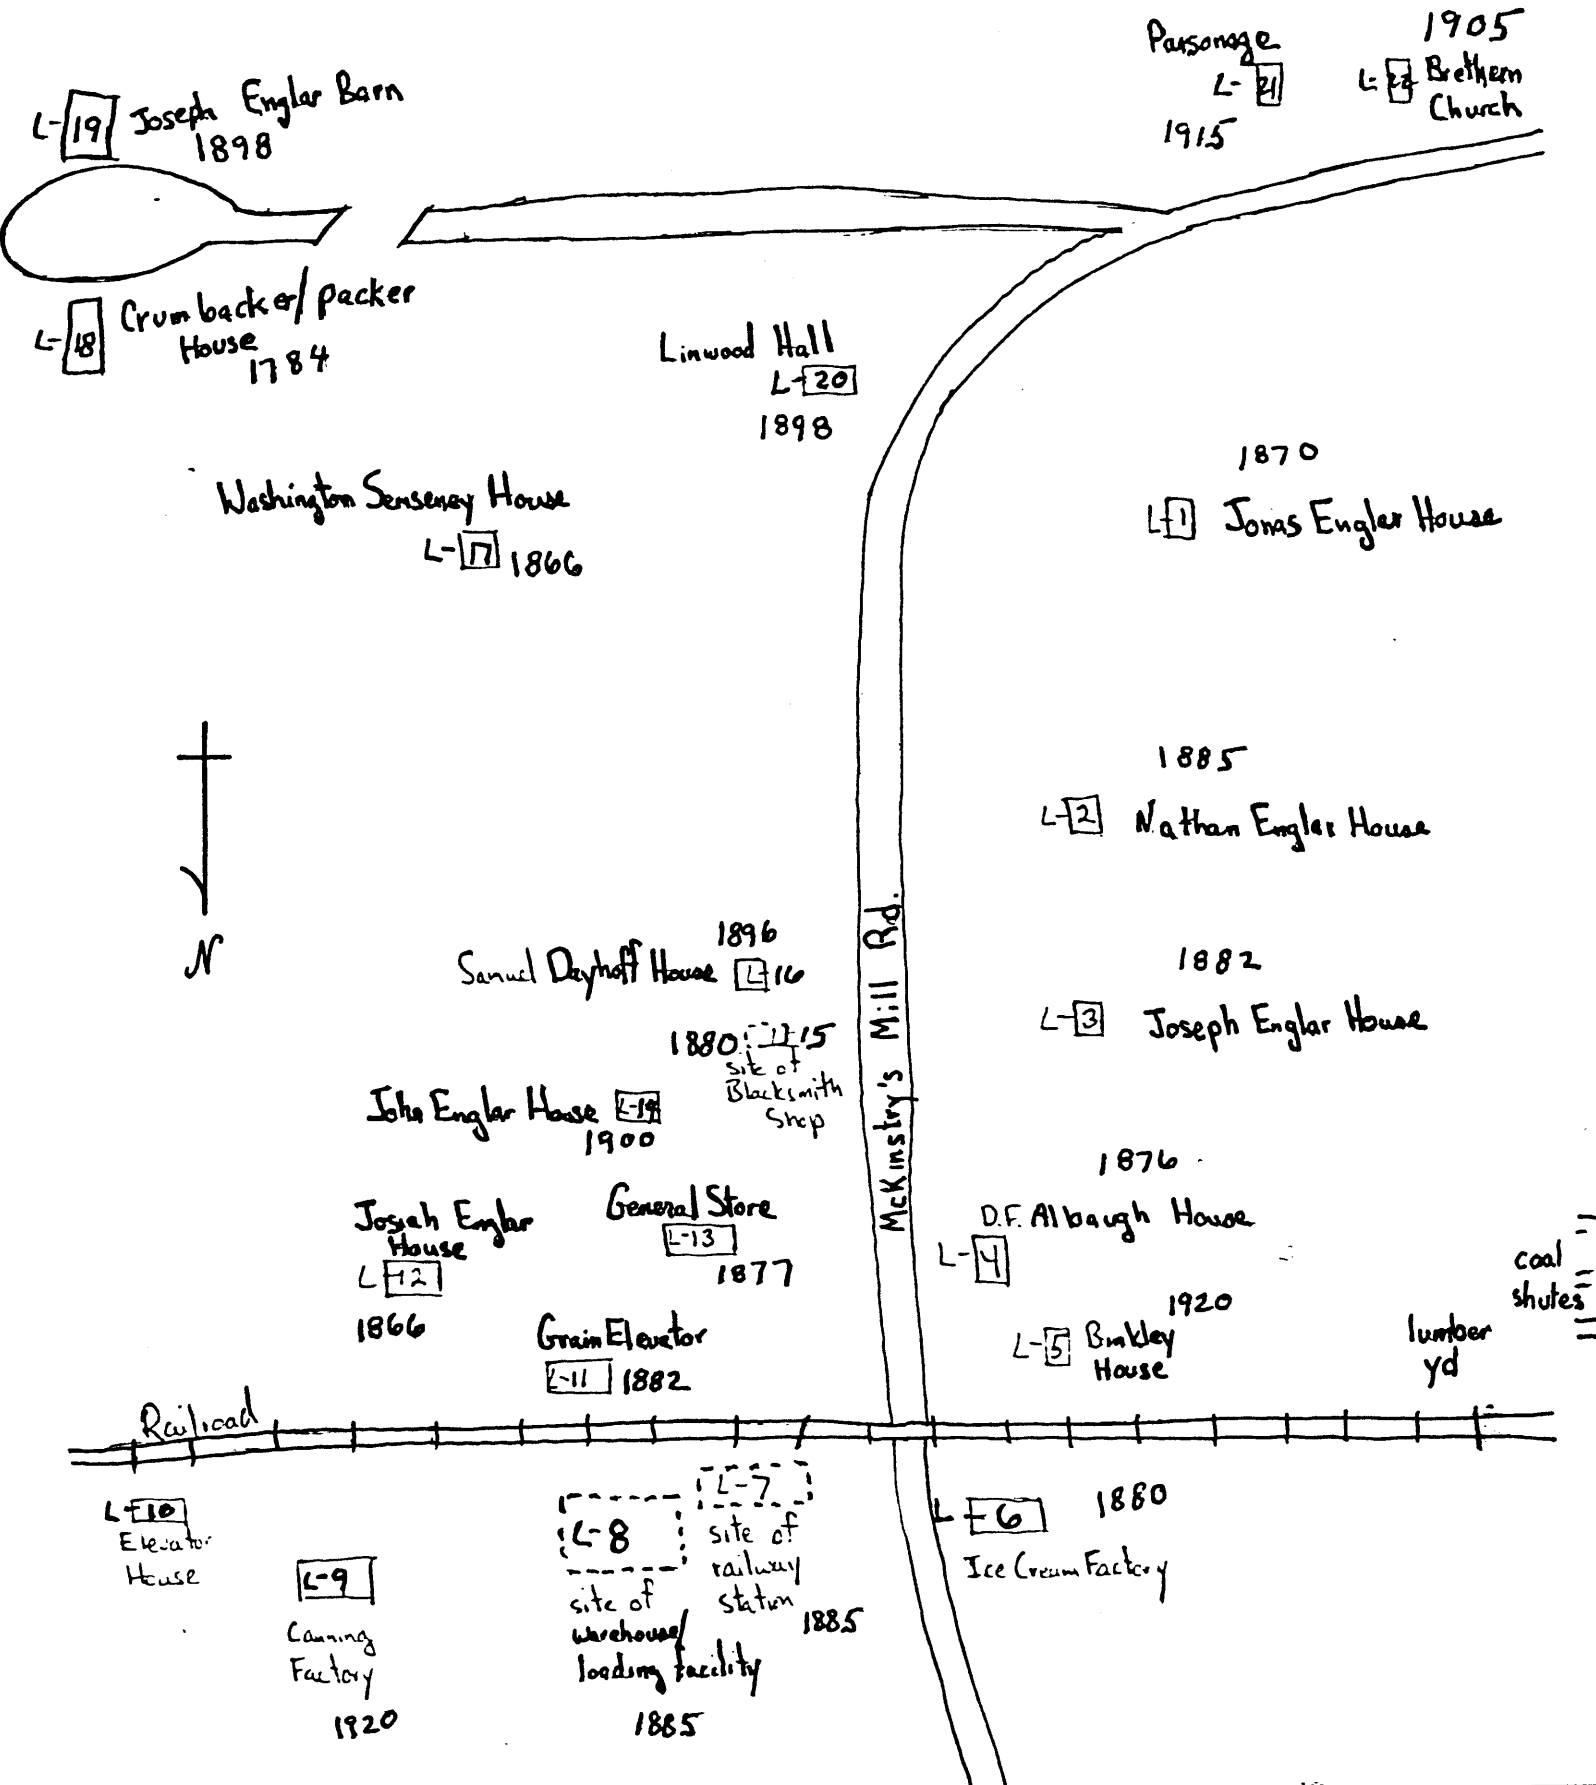 Parsonage
L-21
1915
1905
L-22 Brethern
Church
L-19 Joseph Englar Barn
1898
L-18 Crumbacker/packer
House
1784
Linwood Hall
L-20
1898
Washington Senseney House
L-17 1866
1870
L-1 Jonas Englar House
1885
L-2 Nathan Englar House
N
1896
Samuel Dayhoff House L-16
1882
L-3 Joseph Englar House
1880 15
site of
Blacksmith
Shop
McKinstry's Mill Rd.
John Englar House L-14
1900
1876
D.F. Albaugh House
L-4
Josiah Englar
House
L-12
1866
General Store
L-13
1877
coal
shutes
1920
L-5 Binkley
House
lumber
yd
Grain Elevator
L-11 1882
Railroad
L-10
Elevator
House
L-9
Canning
Factory
1920
L-8
site of
warehouse/
loading facility
1885
L-7
site of
railway
station
1885
L-6 1880
Ice Cream Factory